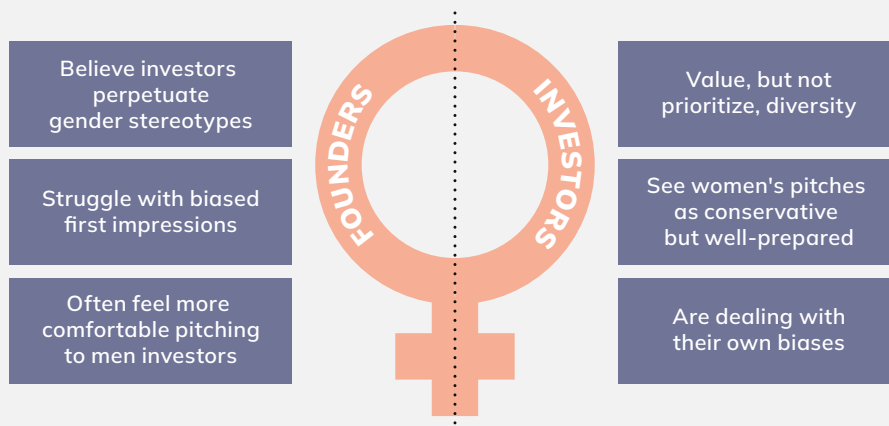 Believe investors
perpetuate
gender stereotypes
Struggle with biased
first impressions
Often feel more
comfortable pitching
to men investors
FOUNDERS
INVESTORS
Value, but not
prioritize, diversity
See women's pitches
as conservative
but well-prepared
Are dealing with
their own biases